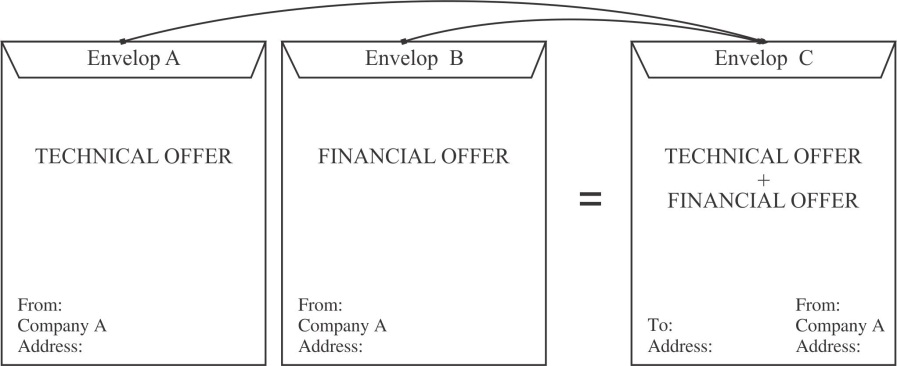 Envelop A
TECHNICAL OFFER
From:
Company A
Address:
Envelop B
FINANCIAL OFFER
From:
Company A
Address:
=
Envelop C
TECHNICAL OFFER
+
FINANCIAL OFFER
To:
Address:
From:
Company A
Address: